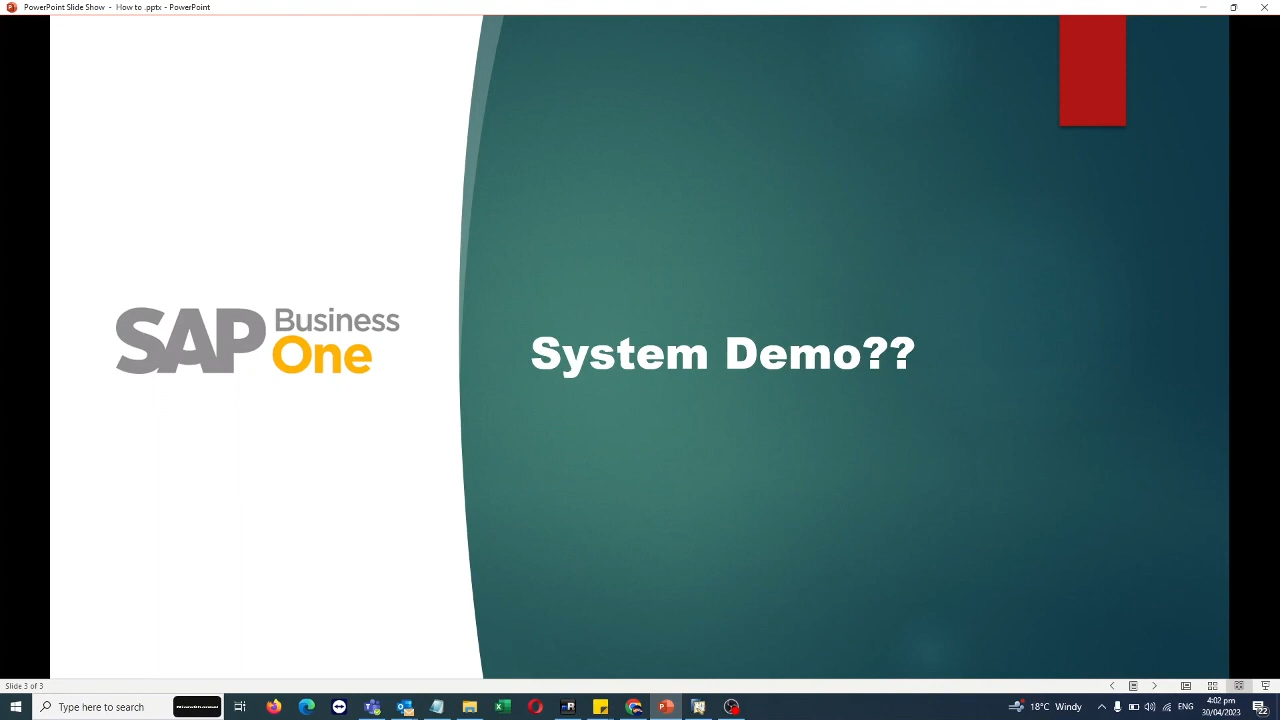 PowerPoint Slide Show - How to .pptx - PowerPoint
SAP Business One
System Demo??
Slide 3 of 3
Type here to search
18°C Windy
ENG
4:02 pm
30/04/2023